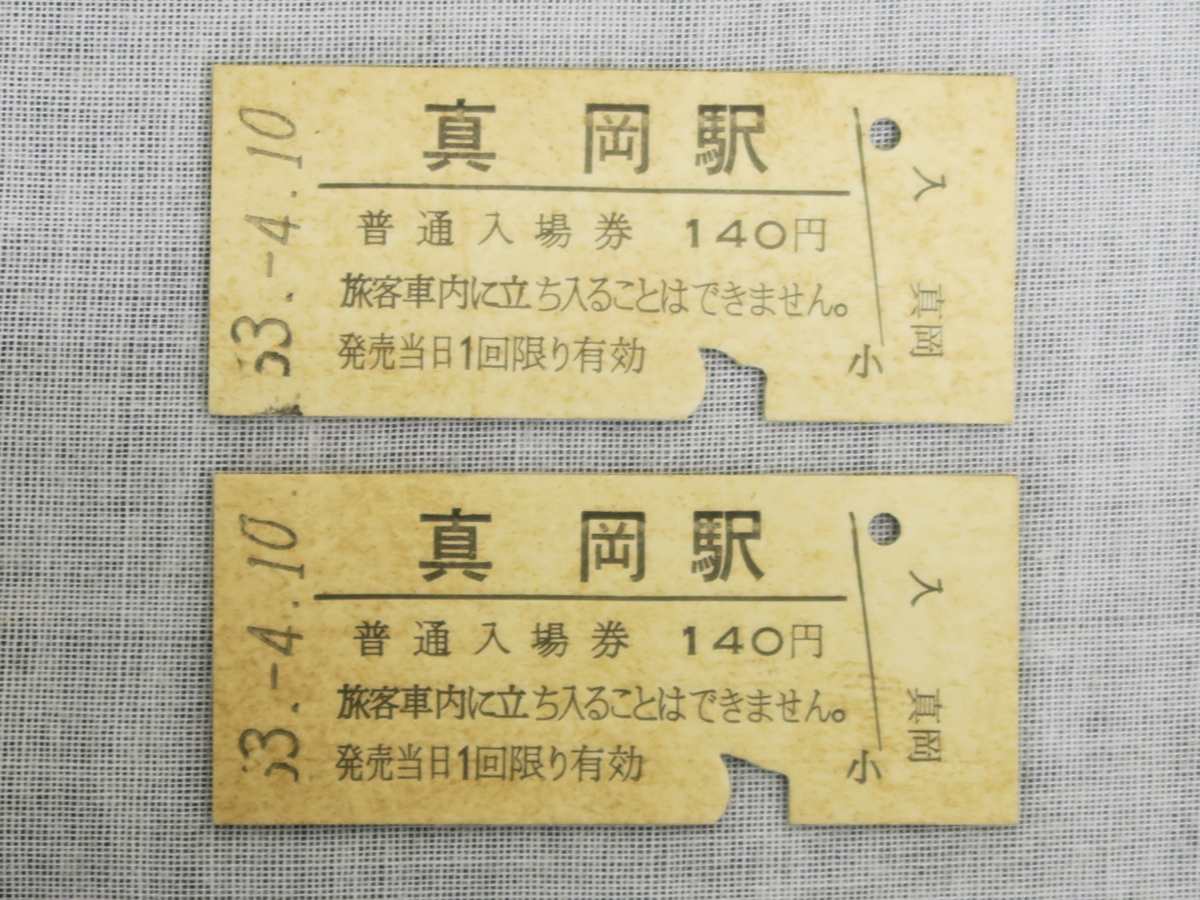 63.-4.10
真岡駅
普通入場券 140円
旅客車内に立ち入ることはできません。
発売当日1回限り有効
小
入 真岡
63.-4.10.
真岡駅
普通入場券 140円
旅客車内に立ち入ることはできません。
発売当日1回限り有効
小
入 真岡